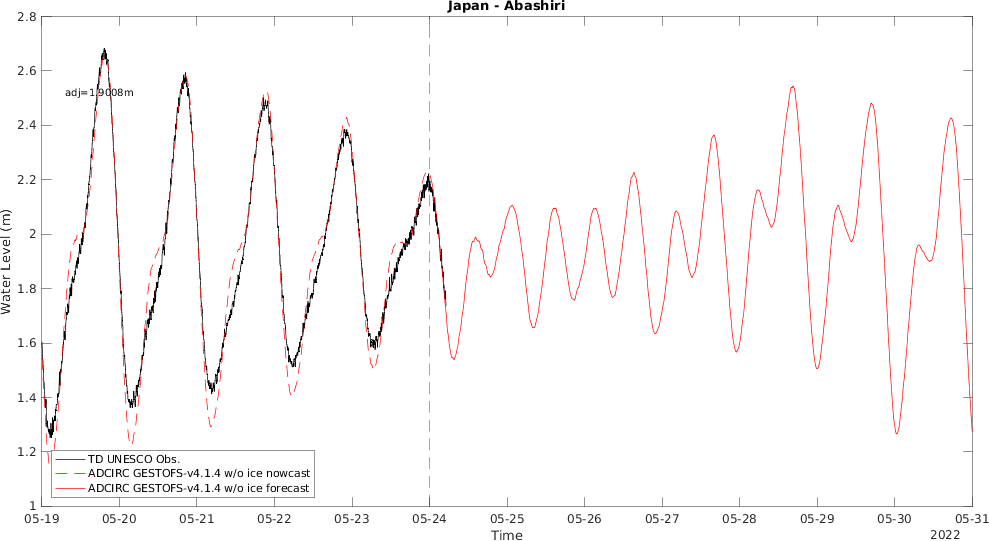 Japan - Abashiri
Water Level (m)
2.8
2.6
2.4
2.2
2
1.8
1.6
1.4
1.2
1
adj=1.9008m
TD UNESCO Obs.
ADCIRC GESTOFS-v4.1.4 w/o ice nowcast
ADCIRC GESTOFS-v4.1.4 w/o ice forecast
05-19 05-20 05-21 05-22 05-23 05-24 05-25 05-26 05-27 05-28 05-29 05-30 05-31
Time
2022